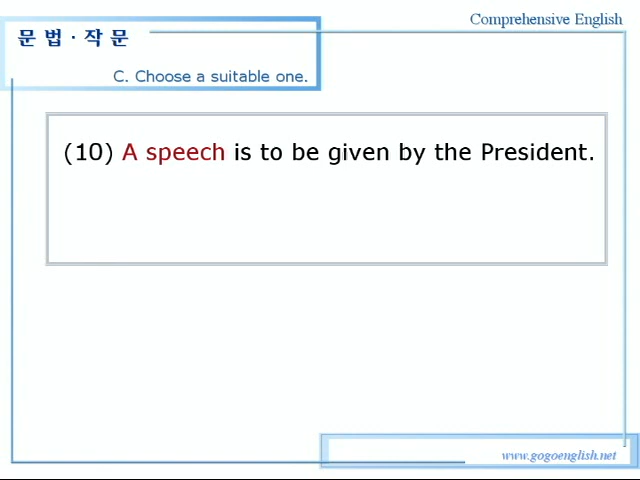 Comprehensive English
문 법 · 작 문
C. Choose a suitable one.
(10) A speech is to be given by the President.
www.gogoenglish.net